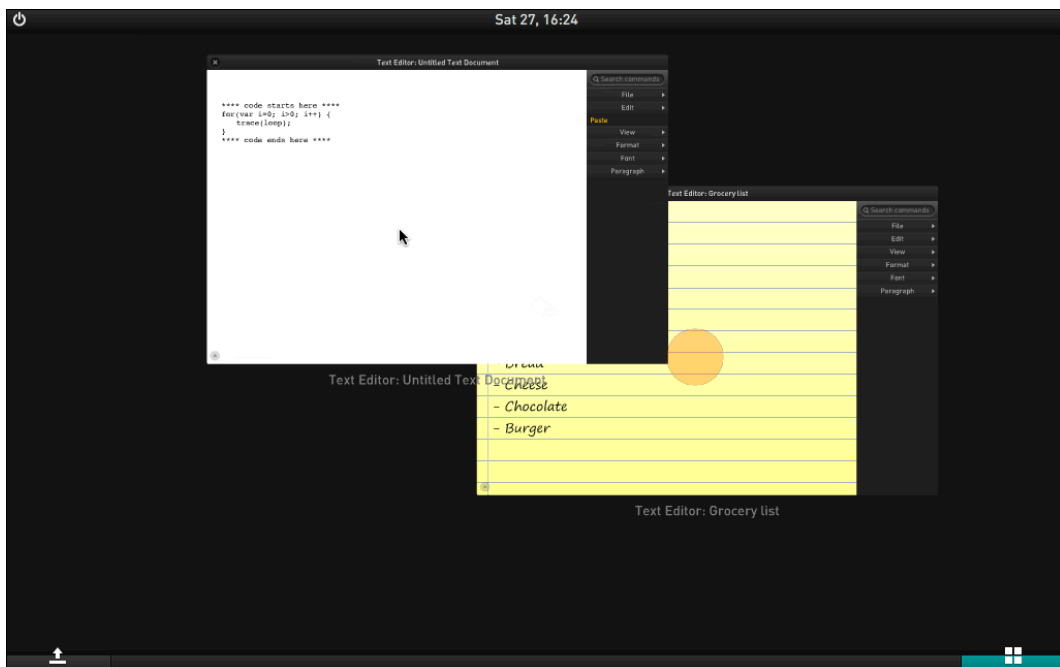 Sat 27, 16:24
Text Editor: Untitled Text Document
**** code starts here ****
for(var i=0; i>0; i++) {
trace(loop);
}
**** code ends here ****
Search commands
File
Edit
Paste
View
Format
Font
Paragraph
Text Editor: Untitled Text Document
Text Editor: Grocery list
- Bread
- Cheese
- Chocolate
- Burger
Search commands
File
Edit
View
Format
Font
Paragraph
Text Editor: Grocery list